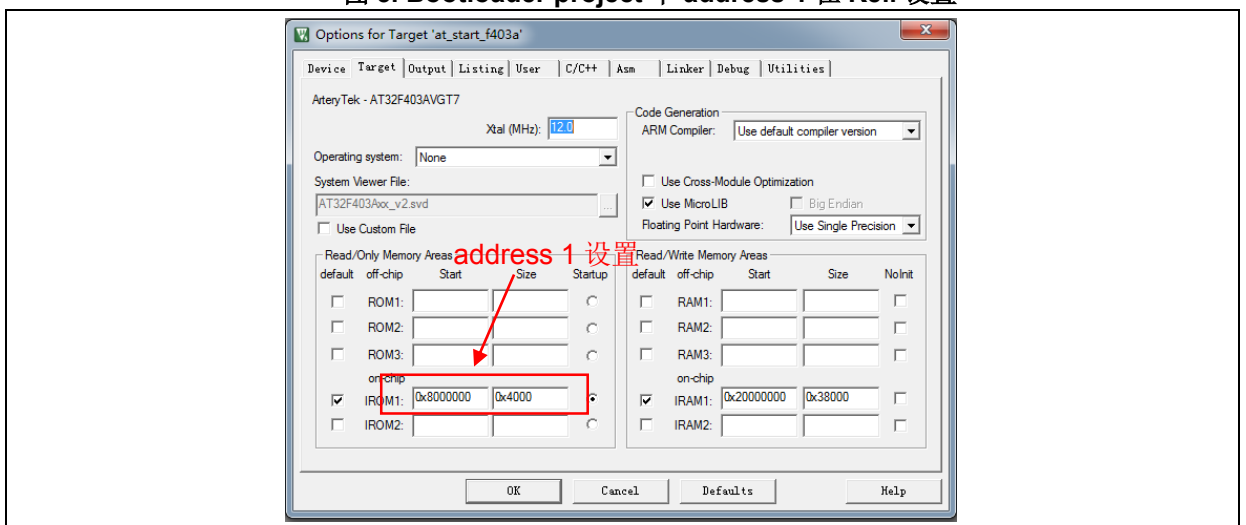 Options for Target 'at_start_f403a'
Device Target Output Listing User C/C++ Asm Linker Debug Utilities
ArteryTek - AT32F403AVGT7
Xtal (MHz): 12.0
Operating system: None
System Viewer File:
AT32F403Axx_v2.svd ...
Use Custom File
Code Generation
ARM Compiler: Use default compiler version
Use Cross-Module Optimization
Use MicroLIB Big Endian
Floating Point Hardware: Use Single Precision
address 1 设置
Read/Only Memory Areas
default off-chip Start Size Startup
ROM1:
ROM2:
ROM3:
on-chip
IROM1: 0x8000000 0x4000
IROM2:
Read/Write Memory Areas
default off-chip Start Size NoInit
RAM1:
RAM2:
RAM3:
on-chip
IRAM1: 0x20000000 0x38000
IRAM2:
OK Cancel Defaults Help